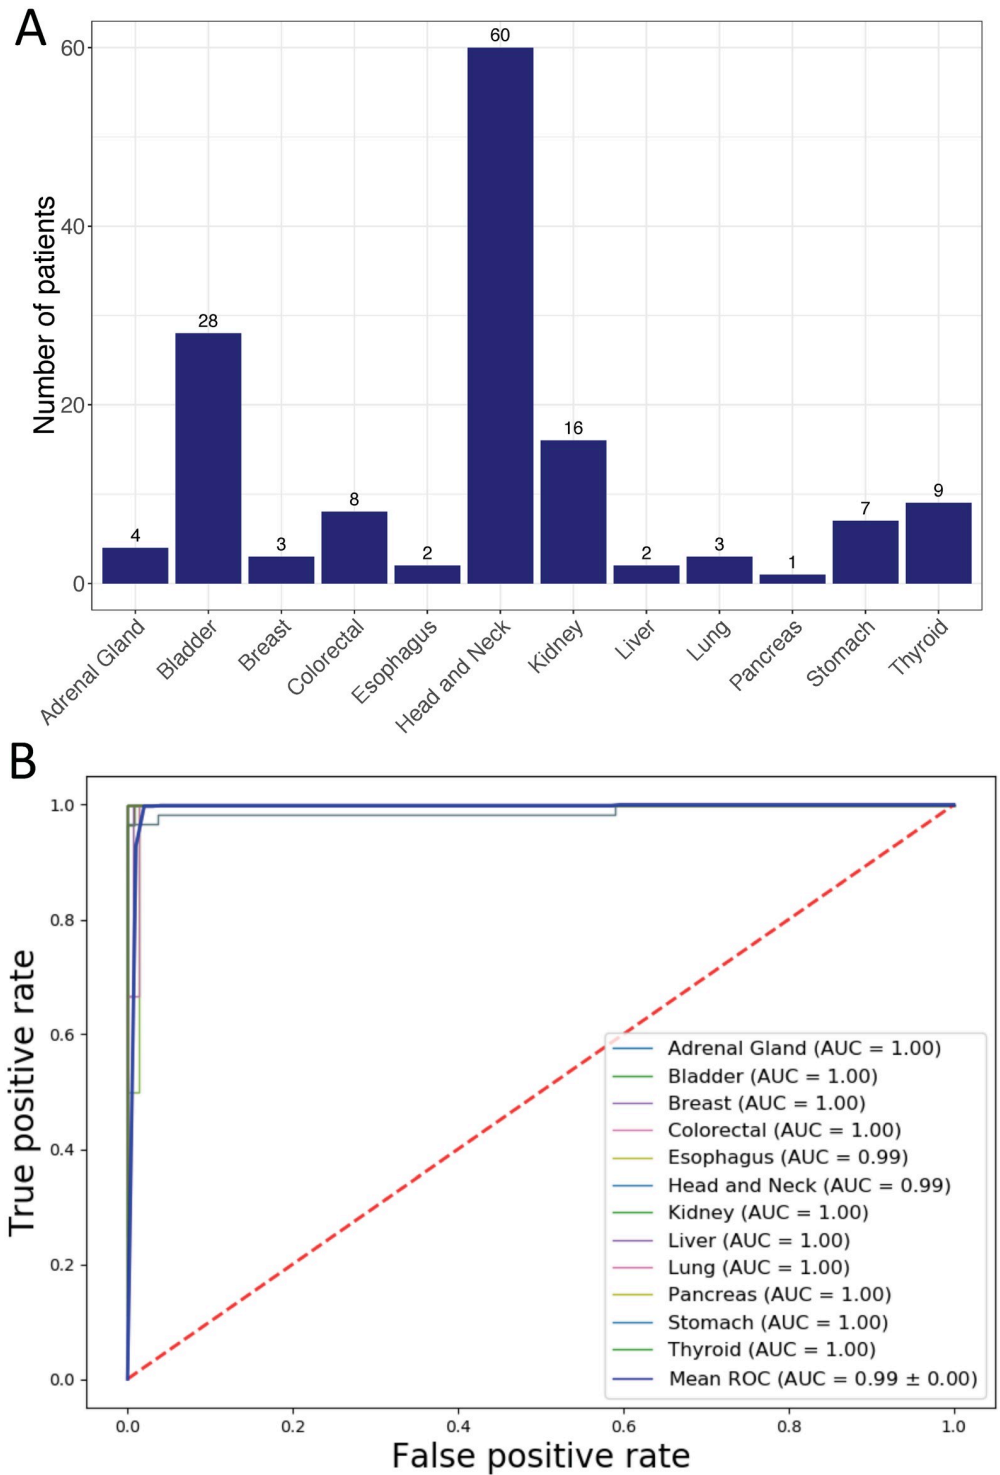 A
60
40
20
0
Number of patients
4
28
3
8
2
60
16
2
3
1
7
9
Adrenal Gland
Bladder
Breast
Colorectal
Esophagus
Head and Neck
Kidney
Liver
Lung
Pancreas
Stomach
Thyroid
B
1.0
0.8
0.6
0.4
0.2
0.0
True positive rate
Adrenal Gland (AUC = 1.00)
Bladder (AUC = 1.00)
Breast (AUC = 1.00)
Colorectal (AUC = 1.00)
Esophagus (AUC = 0.99)
Head and Neck (AUC = 0.99)
Kidney (AUC = 1.00)
Liver (AUC = 1.00)
Lung (AUC = 1.00)
Pancreas (AUC = 1.00)
Stomach (AUC = 1.00)
Thyroid (AUC = 1.00)
Mean ROC (AUC = 0.99 ± 0.00)
0.0
0.2
0.4
0.6
0.8
1.0
False positive rate